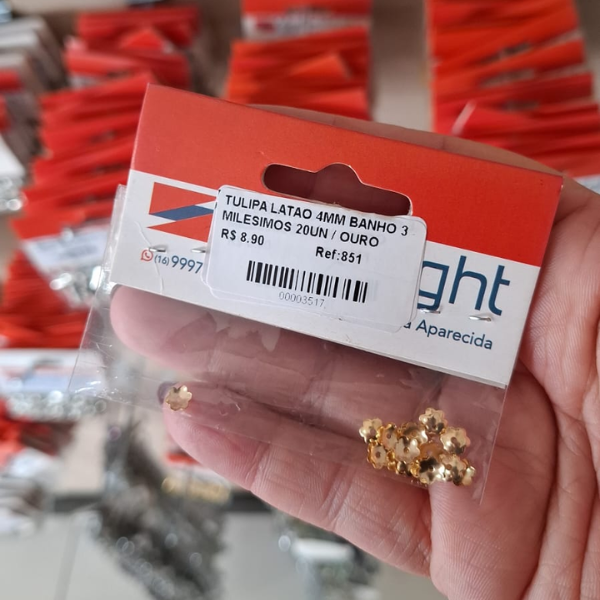 TULIPA LATAO 4MM BANHO 3
MILESIMOS 20UN / OURO
R$ 8,90 Ref:851
00003517
(16) 9997
ght
Aparecida